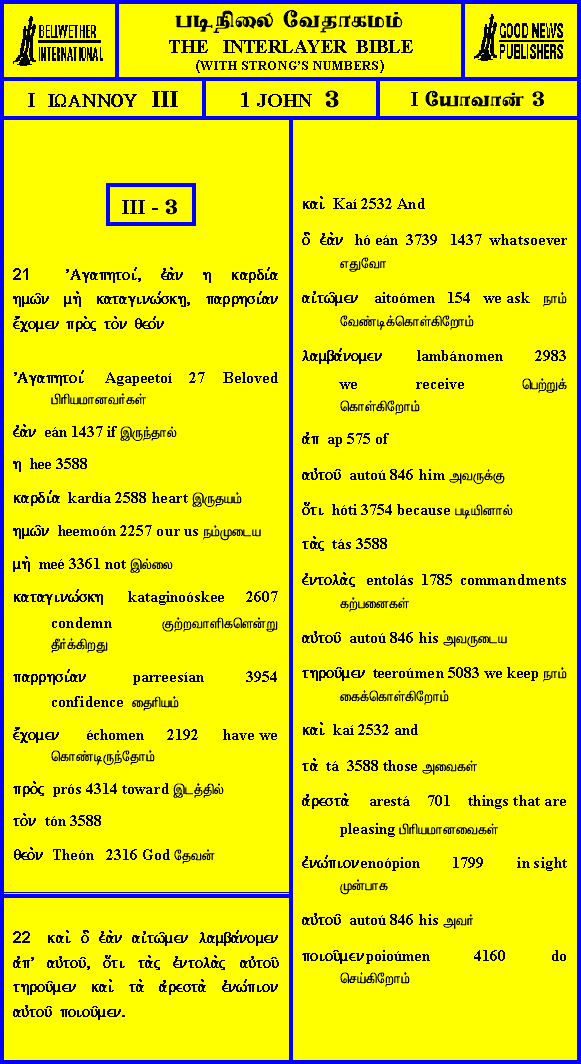 BELLWETHER
INTERNATIONAL
படிநிலை வேதாகமம்
THE INTERLAYER BIBLE
(WITH STRONG'S NUMBERS)
GOOD NEWS
PUBLISHERS
I ΙΩΑΝΝΟΥ III
1 JOHN 3
I யோவான் 3
III - 3
21 ’Αγαπητοί, ἐὰν η καρδία
ημῶν μὴ καταγινώσκῃ, παρρησίαν
ἔχομεν πρὸς τὸν θεόν
’Αγαπητοί Agapeetoí 27 Beloved
பிரியமானவர்கள்
ἐὰν eán 1437 if இருந்தால்
η hee 3588
καρδία kardía 2588 heart இருதயம்
ημῶν heemoón 2257 our us நம்முடைய
μὴ meé 3361 not இல்லை
καταγινώσκη kataginoóskee 2607
condemn குற்றவாளிகளென்று
தீர்க்கிறது
παρρησίαν parreesían 3954
confidence தைரியம்
ἔχομεν échomen 2192 have we
கொண்டிருந்தோம்
πρὸς prós 4314 toward இடத்தில்
τὸν tón 3588
θεὸν Theón 2316 God தேவன்
22 καὶ ὃ ἐὰν αἰτῶμεν λαμβάνομεν
ἀπ’ αὐτοῦ, ὅτι τὰς ἐντολὰς αὐτοῦ
τηροῦμεν καὶ τὰ ἀρεστὰ ἐνώπιον
αὐτοῦ ποιοῦμεν.
καὶ Kaí 2532 And
ὃ ἐὰν hó eán 3739 1437 whatsoever
எதுவோ
αἰτῶμεν aitoómen 154 we ask நாம்
வேண்டிக்கொள்கிறோம்
λαμβάνομεν lambánomen 2983
we receive பெற்றுக்
கொள்கிறோம்
ἀπ ap 575 of
αὐτοῦ autoú 846 him அவருக்கு
ὅτι hóti 3754 because படியினால்
τὰς tás 3588
ἐντολὰς entolás 1785 commandments
கற்பனைகள்
αὐτοῦ autoú 846 his அவருடைய
τηροῦμεν teeroúmen 5083 we keep நாம்
கைக்கொள்கிறோம்
καὶ kaí 2532 and
τὰ tá 3588 those அவைகள்
ἀρεστὰ arestá 701 things that are
pleasing பிரியமானவைகள்
ἐνώπιον enoópion 1799 in sight
முன்பாக
αὐτοῦ autoú 846 his அவர்
ποιοῦμεν poioúmen 4160 do
செய்கிறோம்